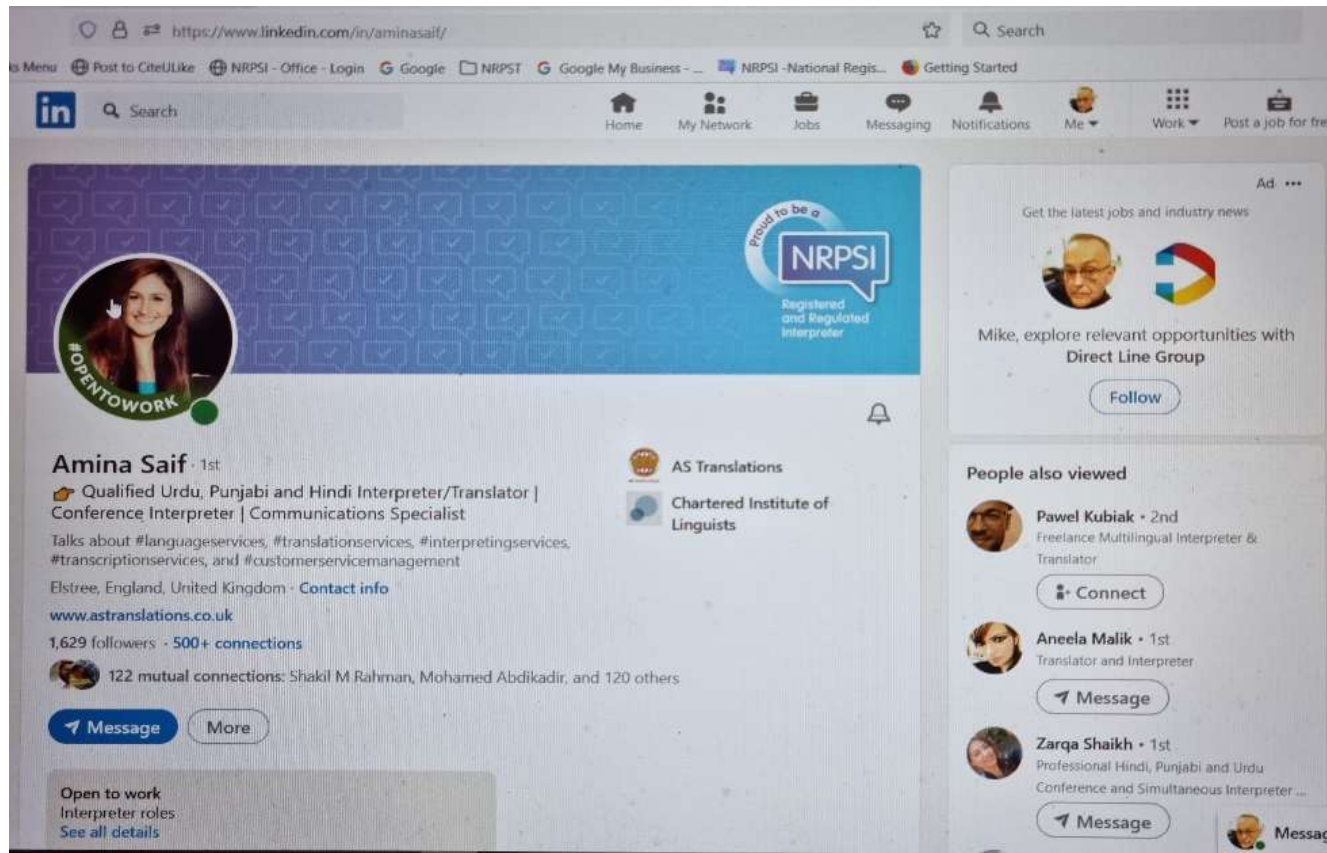 https://www.linkedin.com/in/aminasaif/
Search
Menu
Post to CiteULike
NRPSI - Office - Login
Google
NRPST
Google My Business - ...
NRPSI -National Regis...
Getting Started
in
Search
Home
My Network
Jobs
Messaging
Notifications
Me
Work
Post a job for fre
Proud to be a
NRPSI
Registered
and Regulated
Interpreter
#OPENTOWORK
Amina Saif · 1st
Qualified Urdu, Punjabi and Hindi Interpreter/Translator |
Conference Interpreter | Communications Specialist
Talks about #languageservices, #translationservices, #interpretingservices,
#transcriptionservices, and #customerservicemanagement
Elstree, England, United Kingdom · Contact info
www.astranslations.co.uk
1,629 followers · 500+ connections
122 mutual connections: Shakil M Rahman, Mohamed Abdikadir, and 120 others
Message
More
Open to work
Interpreter roles
See all details
AS Translations
Chartered Institute of
Linguists
Ad ...
Get the latest jobs and industry news
Mike, explore relevant opportunities with
Direct Line Group
Follow
People also viewed
Pawel Kubiak • 2nd
Freelance Multilingual Interpreter &
Translator
Connect
Aneela Malik • 1st
Translator and Interpreter
Message
Zarqa Shaikh • 1st
Professional Hindi, Punjabi and Urdu
Conference and Simultaneous Interpreter ...
Message
Messag